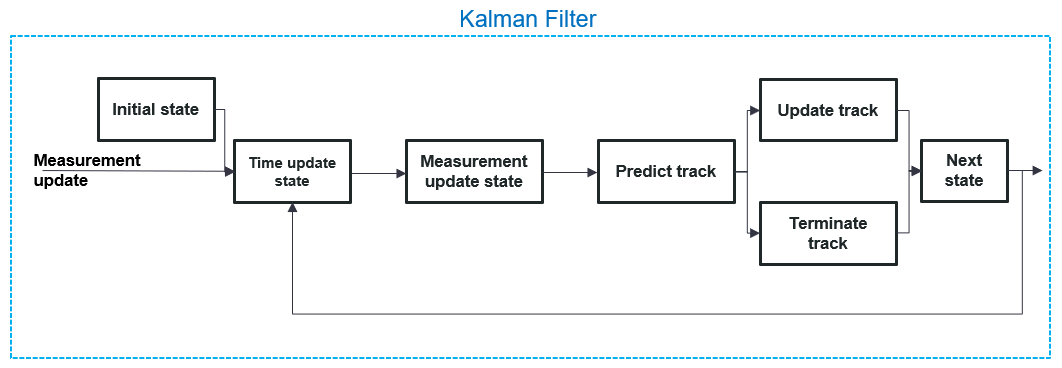 Kalman Filter
Initial state
Measurement
update
Time update
state
Measurement
update state
Predict track
Update track
Terminate
track
Next
state